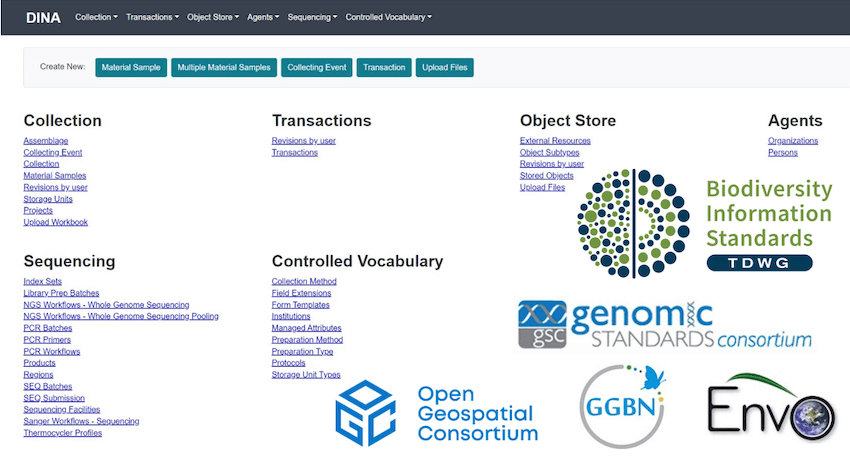 DINA Collection Transactions Object Store Agents Sequencing Controlled Vocabulary
Create New: Material Sample Multiple Material Samples Collecting Event Transaction Upload Files
Collection
Assemblage
Collecting Event
Collection
Material Samples
Revisions by user
Storage Units
Projects
Upload Workbook
Transactions
Revisions by user
Transactions
Object Store
External Resources
Object Subtypes
Revisions by user
Stored Objects
Upload Files
Agents
Organizations
Persons
Biodiversity
Information
Standards
TDWG
Sequencing
Index Sets
Library Prep Batches
NGS Workflows - Whole Genome Sequencing
NGS Workflows - Whole Genome Sequencing Pooling
PCR Batches
PCR Primers
PCR Workflows
Products
Regions
SEQ Batches
SEQ Submission
Sequencing Facilities
Sanger Workflows - Sequencing
Thermocycler Profiles
Controlled Vocabulary
Collection Method
Field Extensions
Form Templates
Institutions
Managed Attributes
Preparation Method
Preparation Type
Protocols
Storage Unit Types
gsc
genomic
STANDARDS consortium
OGC
Open
Geospatial
Consortium
GGBN
EnvO